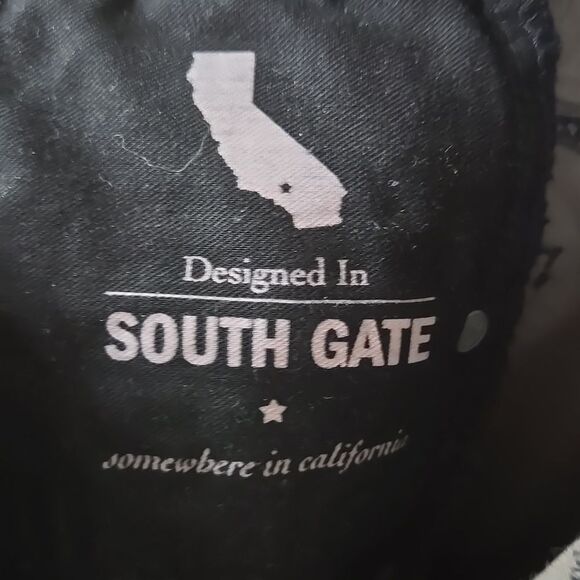 Designed In
SOUTH GATE
somewhere in california